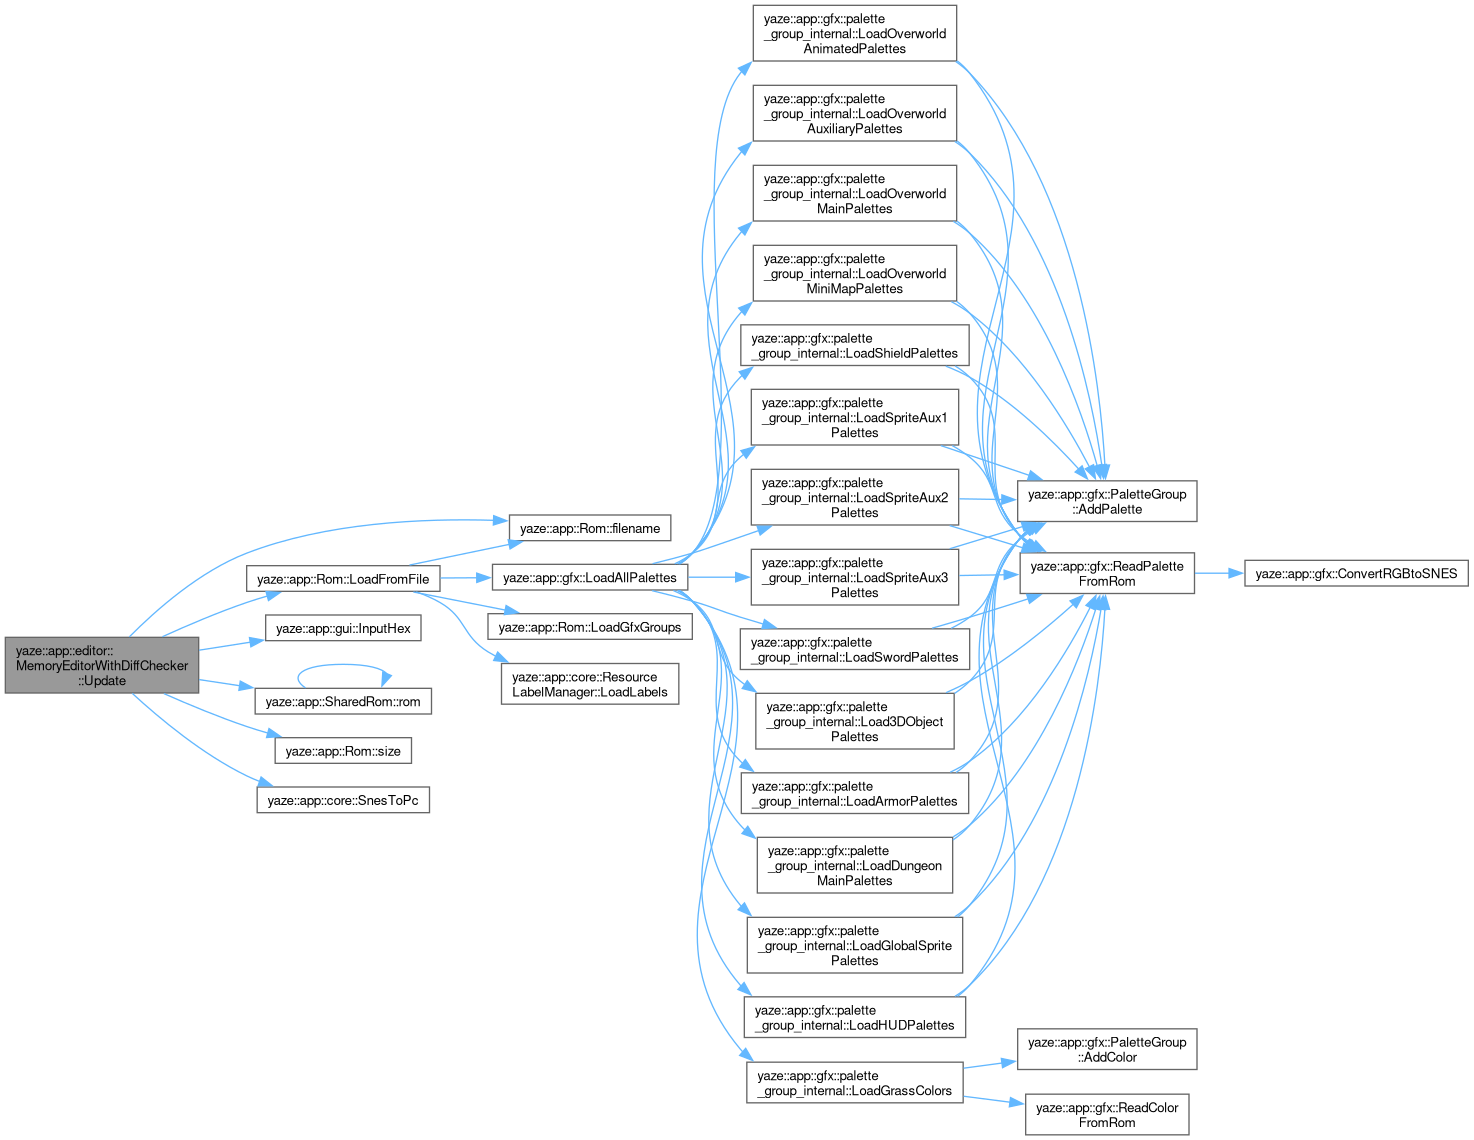 yaze::app::editor::
MemoryEditorWithDiffChecker
::Update
yaze::app::Rom::filename
yaze::app::Rom::LoadFromFile
yaze::app::gui::InputHex
yaze::app::SharedRom::rom
yaze::app::Rom::size
yaze::app::core::SnesToPc
yaze::app::gfx::LoadAllPalettes
yaze::app::Rom::LoadGfxGroups
yaze::app::core::Resource
LabelManager::LoadLabels
yaze::app::gfx::palette
_group_internal::LoadOverworld
AnimatedPalettes
yaze::app::gfx::palette
_group_internal::LoadOverworld
AuxiliaryPalettes
yaze::app::gfx::palette
_group_internal::LoadOverworld
MainPalettes
yaze::app::gfx::palette
_group_internal::LoadOverworld
MiniMapPalettes
yaze::app::gfx::palette
_group_internal::LoadShieldPalettes
yaze::app::gfx::palette
_group_internal::LoadSpriteAux1
Palettes
yaze::app::gfx::palette
_group_internal::LoadSpriteAux2
Palettes
yaze::app::gfx::palette
_group_internal::LoadSpriteAux3
Palettes
yaze::app::gfx::palette
_group_internal::LoadSwordPalettes
yaze::app::gfx::palette
_group_internal::Load3DObject
Palettes
yaze::app::gfx::palette
_group_internal::LoadArmorPalettes
yaze::app::gfx::palette
_group_internal::LoadDungeon
MainPalettes
yaze::app::gfx::palette
_group_internal::LoadGlobalSprite
Palettes
yaze::app::gfx::palette
_group_internal::LoadHUDPalettes
yaze::app::gfx::palette
_group_internal::LoadGrassColors
yaze::app::gfx::PaletteGroup
::AddPalette
yaze::app::gfx::ReadPalette
FromRom
yaze::app::gfx::PaletteGroup
::AddColor
yaze::app::gfx::ReadColor
FromRom
yaze::app::gfx::ConvertRGBtoSNES